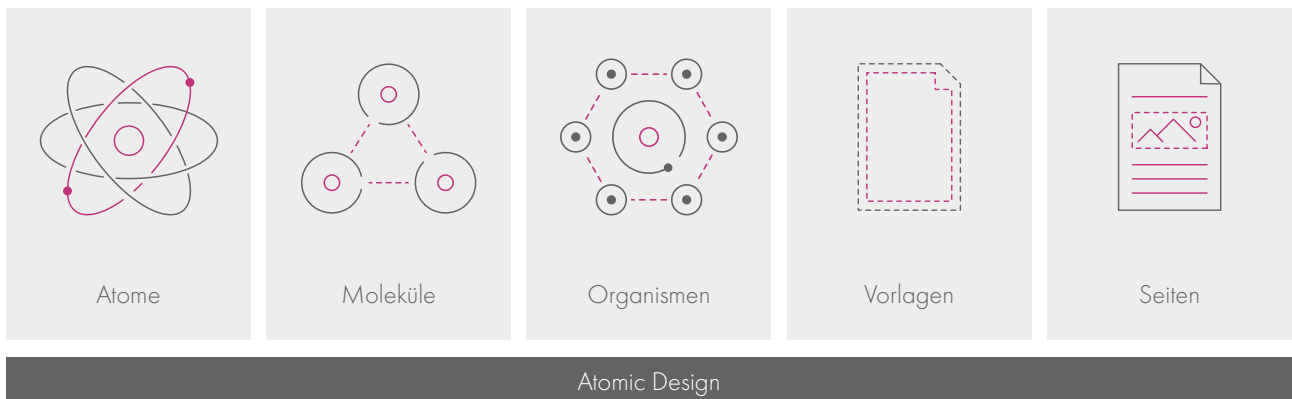 Atome
Moleküle
Organismen
Vorlagen
Seiten
Atomic Design